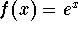 f(x) = e^x